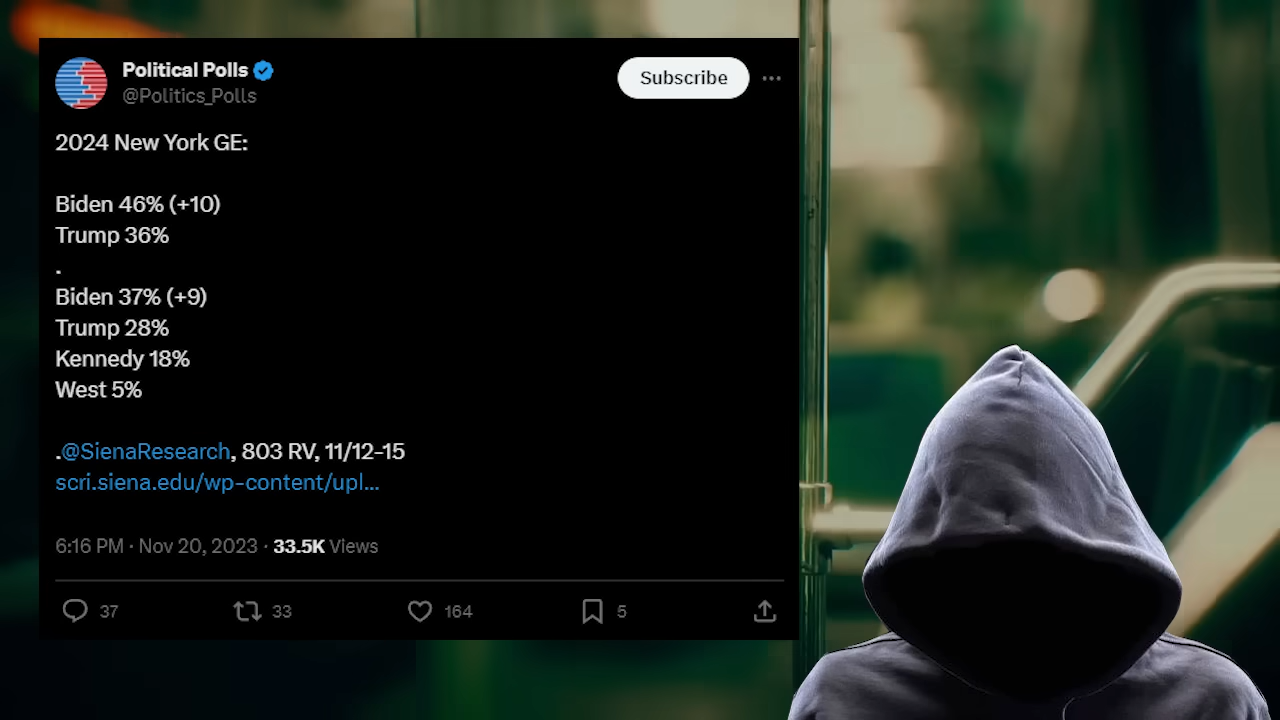 Political Polls
@Politics_Polls
Subscribe
2024 New York GE:
Biden 46% (+10)
Trump 36%
.
Biden 37% (+9)
Trump 28%
Kennedy 18%
West 5%
.@SienaResearch, 803 RV, 11/12-15
scri.siena.edu/wp-content/upl...
6:16 PM · Nov 20, 2023 · 33.5K Views
37 33 164 5